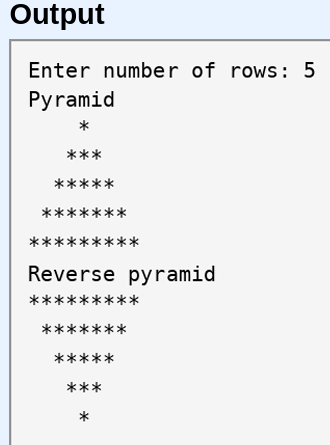 Output
Enter number of rows: 5
Pyramid
    *
   ***
  *****
 *******
*********
Reverse pyramid
*********
 *******
  *****
   ***
    *